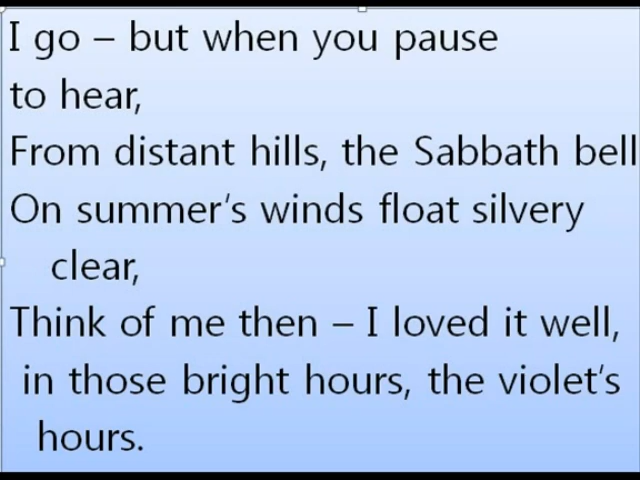 I go – but when you pause
to hear,
From distant hills, the Sabbath bell
On summer's winds float silvery
clear,
Think of me then – I loved it well,
in those bright hours, the violet's
hours.